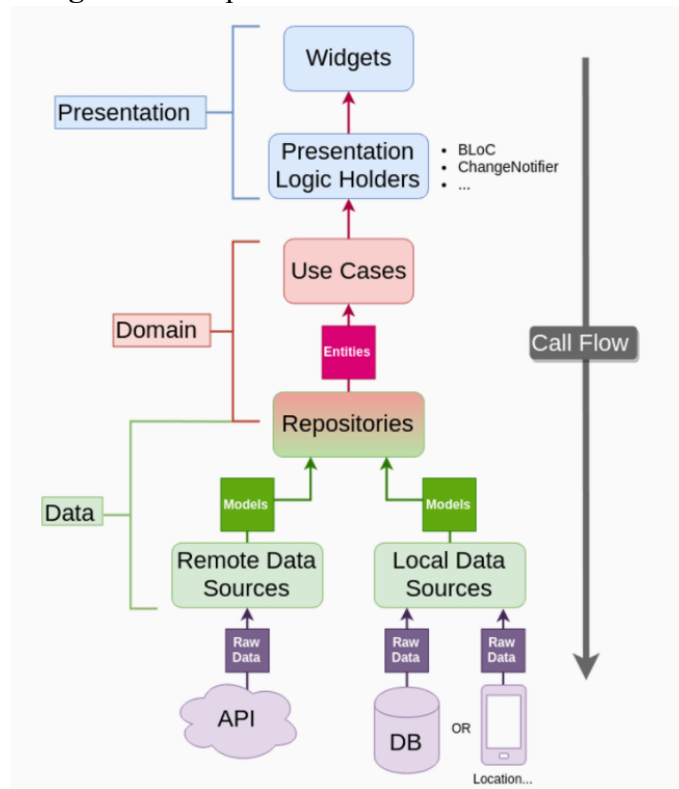 Widgets
Presentation
Presentation
Logic Holders
• BLoC
• ChangeNotifier
• ...
Use Cases
Domain
Entities
Call Flow
Repositories
Models
Models
Data
Remote Data
Sources
Local Data
Sources
Raw
Data
Raw
Data
Raw
Data
API
DB
OR
Location...